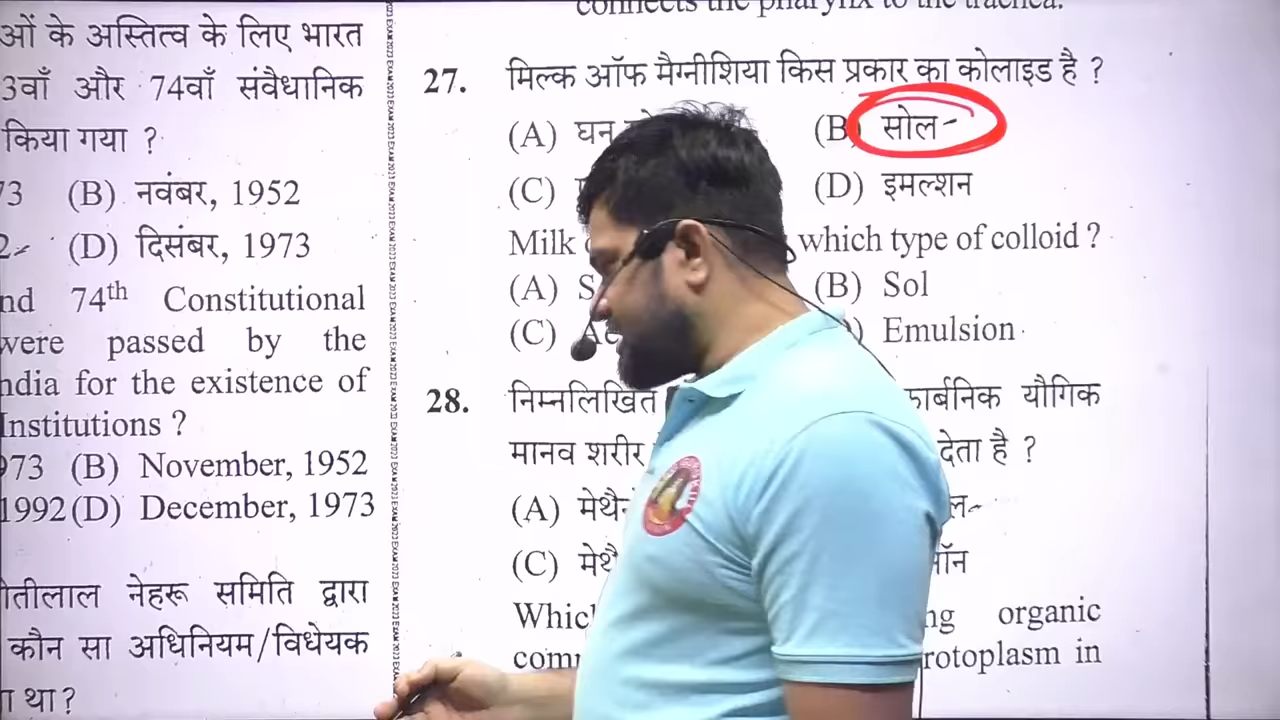 ओं के अस्तित्व के लिए भारत
3वाँ और 74वाँ संवैधानिक
किया गया ?
73 (B) नवंबर, 1952
2 (D) दिसंबर, 1973
nd 74th Constitutional
were passed by the
ndia for the existence of
Institutions ?
973 (B) November, 1952
1992 (D) December, 1973
तीलाल नेहरू समिति द्वारा
कौन सा अधिनियम/विधेयक
था?
connects the pharynx to the trachea.
27. मिल्क ऑफ मैग्नीशिया किस प्रकार का कोलाइड है ?
(A) घन (B) सोल
(C) (D) इमल्शन
Milk which type of colloid ?
(A) S (B) Sol
(C) Ae Emulsion
28. निम्नलिखित कार्बनिक यौगिक
मानव शरीर देता है ?
(A) मेथैन ल
(C) मेथै ऑन
Whic ng organic
com rotoplasm in